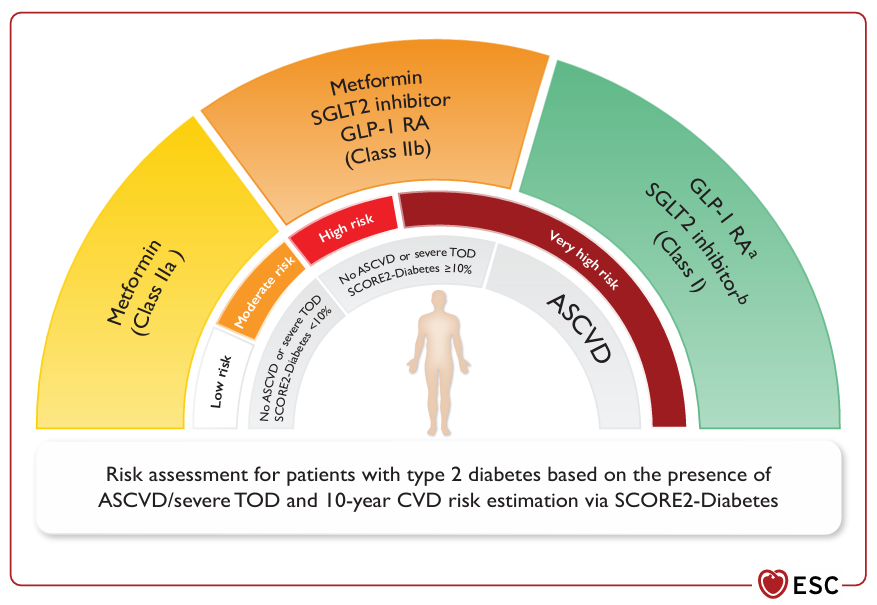 Metformin
(Class IIa )
Metformin
SGLT2 inhibitor
GLP-1 RA
(Class IIb)
GLP-1 RAa
SGLT2 inhibitorb
(Class I)
Low risk
Moderate risk
High risk
Very high risk
No ASCVD or severe TOD
SCORE2-Diabetes <10%
No ASCVD or severe TOD
SCORE2-Diabetes ≥10%
ASCVD
Risk assessment for patients with type 2 diabetes based on the presence of
ASCVD/severe TOD and 10-year CVD risk estimation via SCORE2-Diabetes
ESC